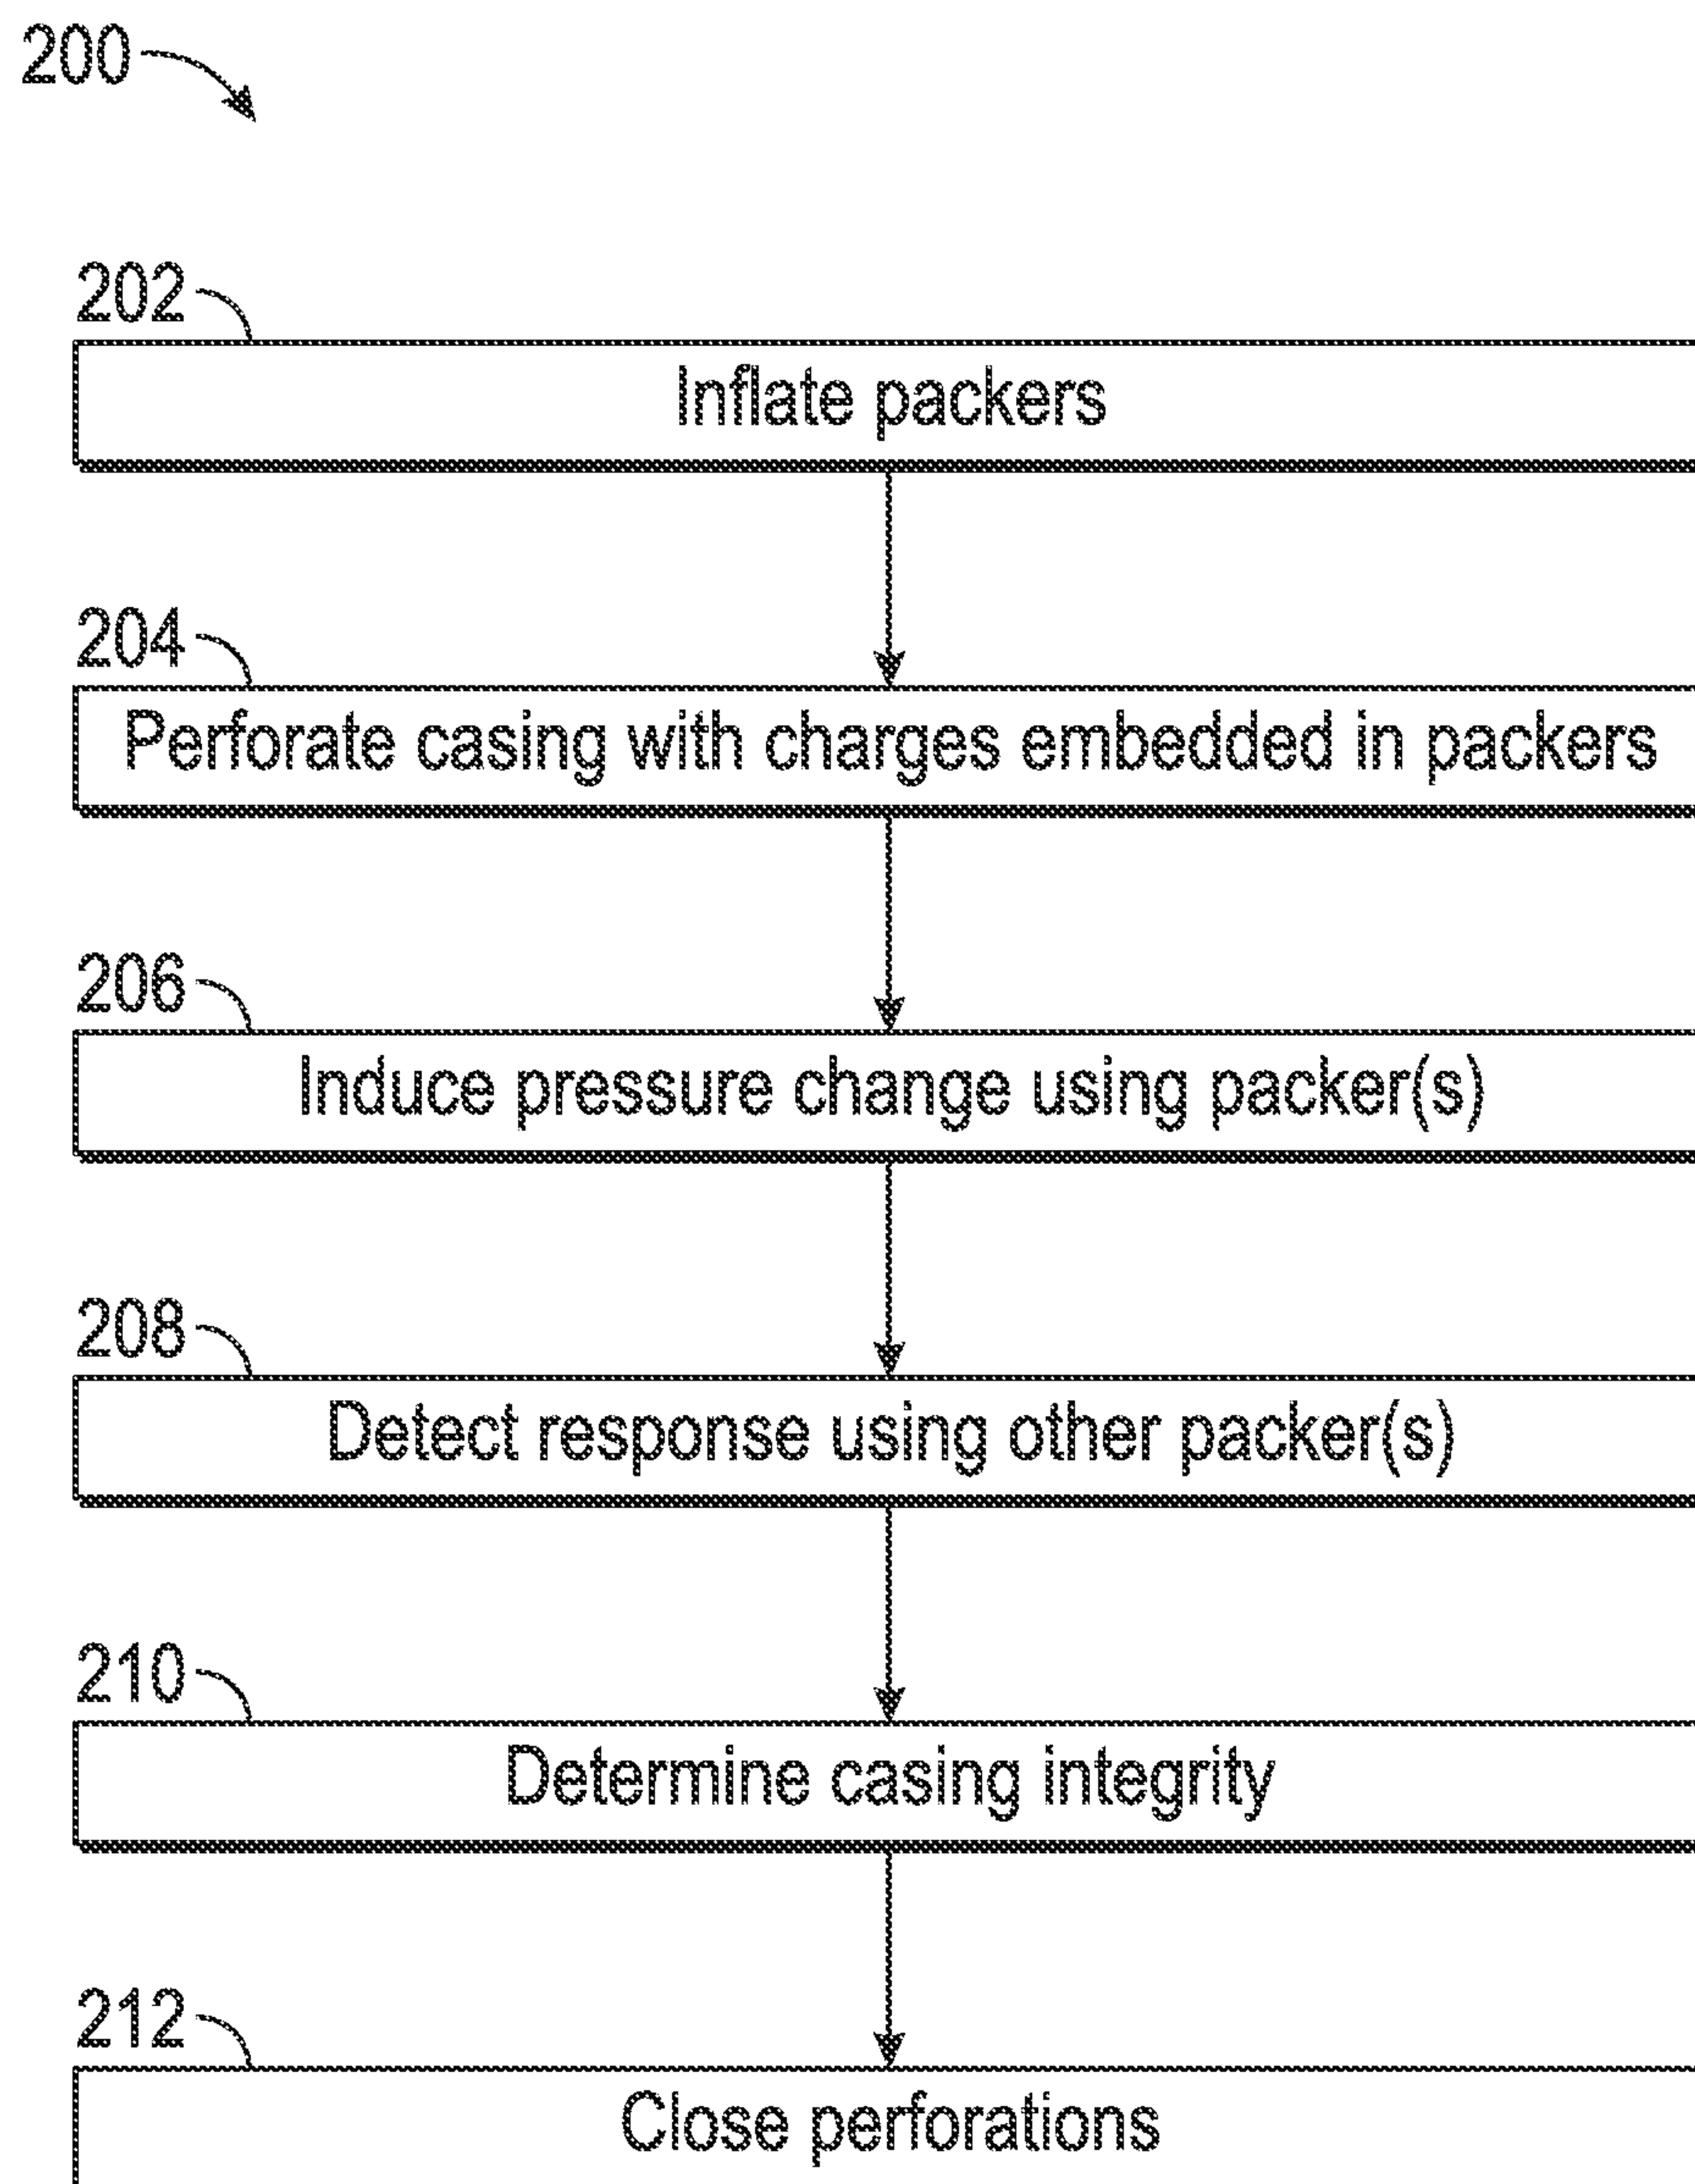 200
202
Inflate packers
204
Perforate casing with charges embedded in packers
206
Induce pressure change using packer(s)
208
Detect response using other packer(s)
210
Determine casing integrity
212
Close perforations